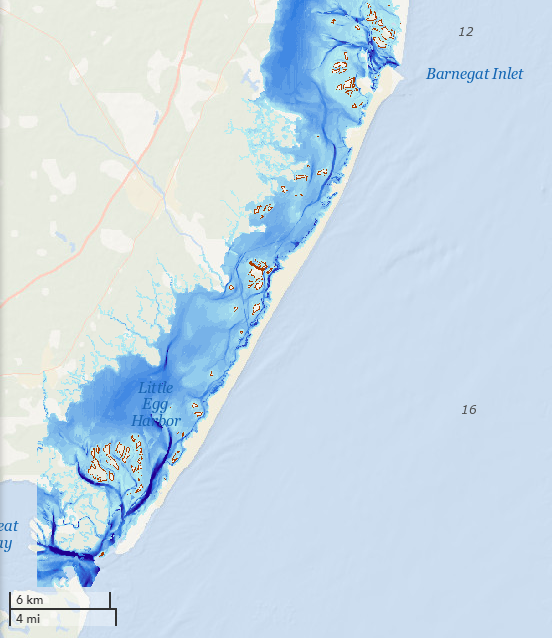 12
Barnegat Inlet
Little
Egg
Harbor
16
eat
ay
6 km
4 mi